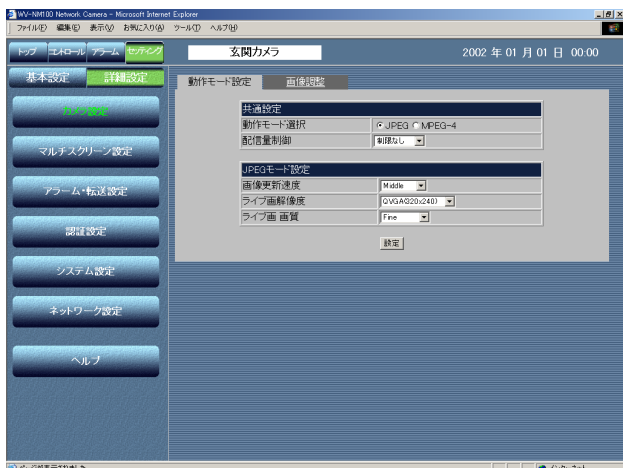 WV-NM100 Network Camera - Microsoft Internet Explorer
ファイル(F) 編集(E) 表示(V) お気に入り(A) ツール(T) ヘルプ(H)
トップ エントロール アラーム セッティング 玄関カメラ 2002 年 01 月 01 日 00:00
基本設定 詳細設定
動作モード設定 画像調整
カメラ設定
共通設定
動作モード選択 JPEG MPEG-4
配信量制御 制限なし
マルチスクリーン設定
JPEGモード設定
画像更新速度 Middle
アラーム・転送設定
ライブ画解像度 QVGA(320x240)
ライブ画 画質 Fine
認証設定
設定
システム設定
ネットワーク設定
ヘルプ